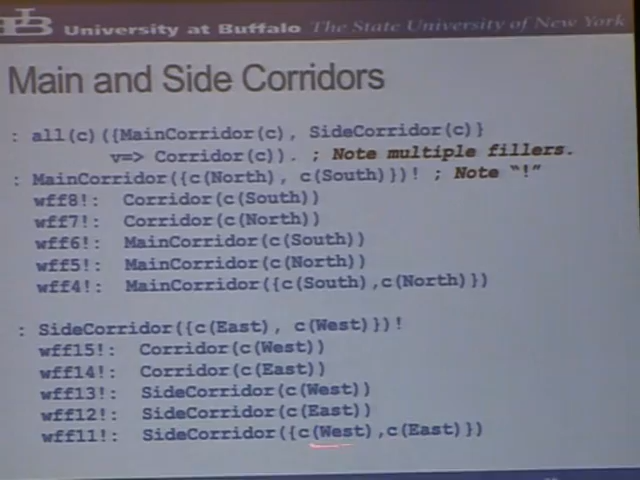 UB University at Buffalo The State University of New York
Main and Side Corridors
: all(c)({MainCorridor(c), SideCorridor(c)}
v=> Corridor(c)). ; Note multiple fillers.
: MainCorridor({c(North), c(South)})! ; Note "!"
wff8!: Corridor(c(South))
wff7!: Corridor(c(North))
wff6!: MainCorridor(c(South))
wff5!: MainCorridor(c(North))
wff4!: MainCorridor({c(South),c(North)})
: SideCorridor({c(East), c(West)})!
wff15!: Corridor(c(West))
wff14!: Corridor(c(East))
wff13!: SideCorridor(c(West))
wff12!: SideCorridor(c(East))
wff11!: SideCorridor({c(West),c(East)})